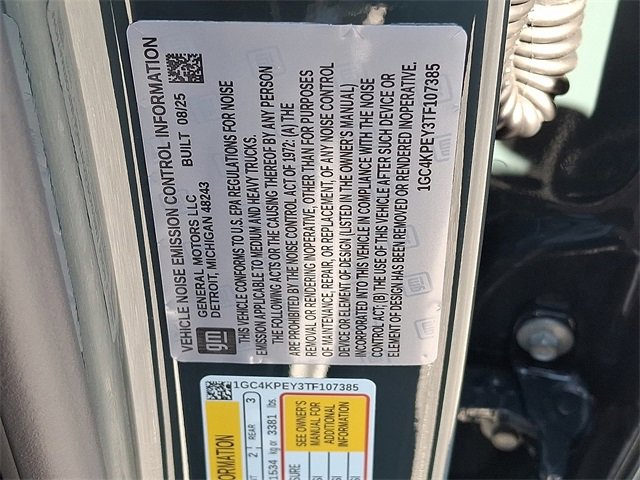 VEHICLE NOISE EMISSION CONTROL INFORMATION
GENERAL MOTORS LLC BUILT 08/25
DETROIT, MICHIGAN 48243
gm
THIS VEHICLE CONFORMS TO U.S. EPA REGULATIONS FOR NOISE
EMISSION APPLICABLE TO MEDIUM AND HEAVY TRUCKS.
THE FOLLOWING ACTS OR THE CAUSING THEREOF BY ANY PERSON
ARE PROHIBITED BY THE NOISE CONTROL ACT OF 1972: (A) THE
REMOVAL OR RENDERING INOPERATIVE, OTHER THAN FOR PURPOSES
OF MAINTENANCE, REPAIR, OR REPLACEMENT, OF ANY NOISE CONTROL
DEVICE OR ELEMENT OF DESIGN (LISTED IN THE OWNER'S MANUAL)
INCORPORATED INTO THIS VEHICLE IN COMPLIANCE WITH THE NOISE
CONTROL ACT, (B) THE USE OF THIS VEHICLE AFTER SUCH DEVICE OR
ELEMENT OF DESIGN HAS BEEN REMOVED OR RENDERED INOPERATIVE.
1GC4KPEY3TF107385
1GC4KPEY3TF107385
2 REAR 3
1534 kg or 3381 lbs.
SEE OWNER'S
MANUAL FOR
ADDITIONAL
INFORMATION